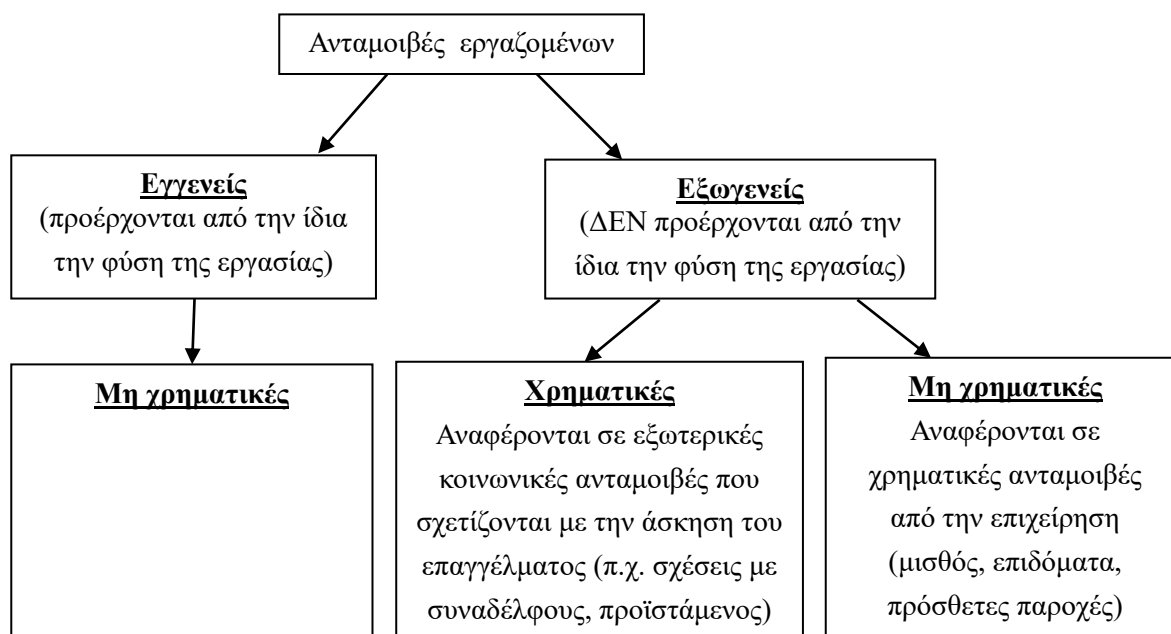 Ανταμοιβές εργαζομένων
Εγγενείς
(προέρχονται από την ίδια
την φύση της εργασίας)
Εξωγενείς
(ΔΕΝ προέρχονται από την
ίδια την φύση της εργασίας)
Μη χρηματικές
Χρηματικές
Αναφέρονται σε εξωτερικές
κοινωνικές ανταμοιβές που
σχετίζονται με την άσκηση του
επαγγέλματος (π.χ. σχέσεις με
συναδέλφους, προϊστάμενος)
Μη χρηματικές
Αναφέρονται σε
χρηματικές ανταμοιβές
από την επιχείρηση
(μισθός, επιδόματα,
πρόσθετες παροχές)